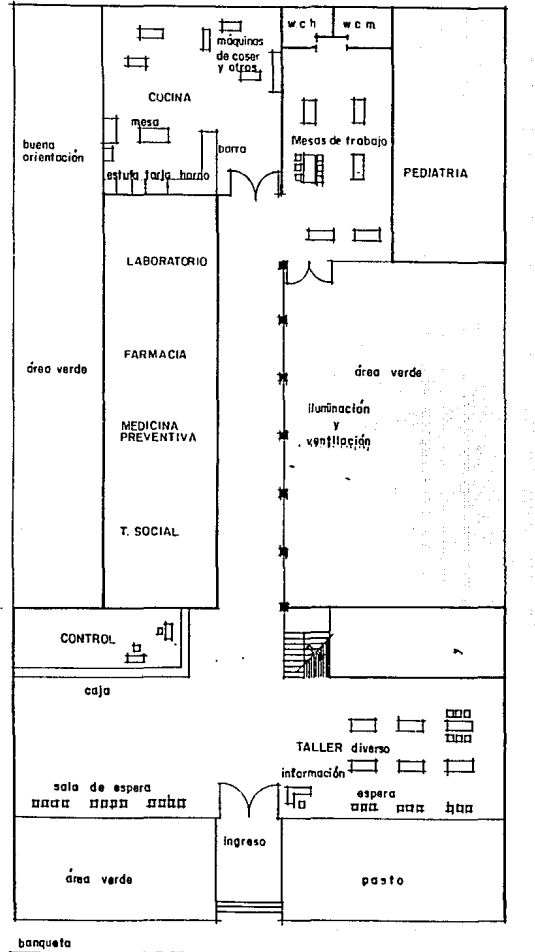 w.c.h
w.c.m.
máquinas
de coser
y otros
COCINA
mesa
barra
estufa tarja horno
Mesas de trabajo
PEDIATRIA
buena
orientación
LABORATORIO
FARMACIA
MEDICINA
PREVENTIVA
T. SOCIAL
área verde
área verde
iluminación
y
ventilación
CONTROL
caja
TALLER diverso
información
espera
sala de espera
ingreso
área verde
pasto
banqueta